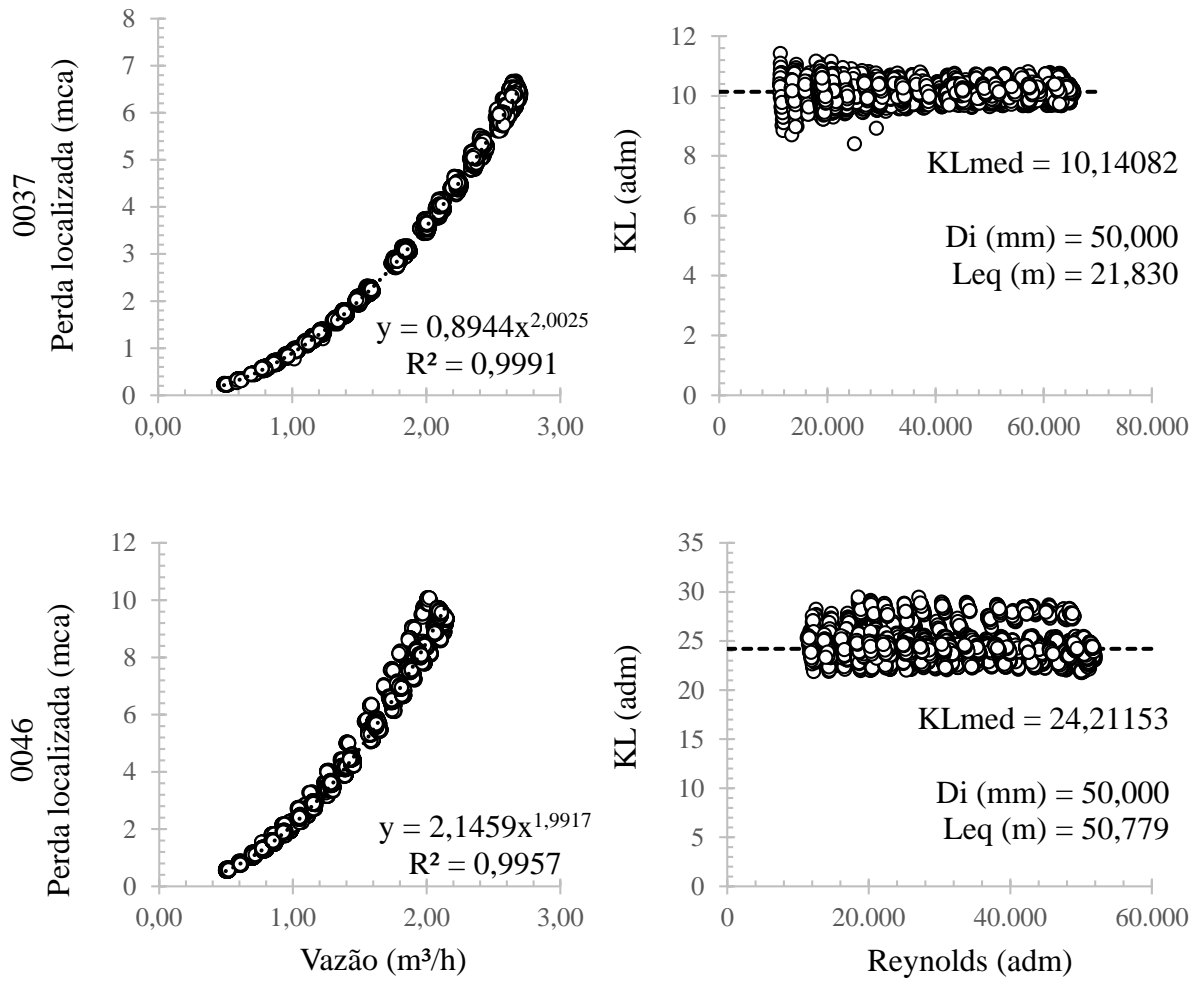 0037
Perda localizada (mca)
8
7
6
5
4
3
2
1
0
0,00 1,00 2,00 3,00
y = 0,8944x^2,0025
R² = 0,9991
KL (adm)
12
10
8
6
4
2
0
0 20.000 40.000 60.000 80.000
KLmed = 10,14082
Di (mm) = 50,000
Leq (m) = 21,830
0046
Perda localizada (mca)
12
10
8
6
4
2
0
0,00 1,00 2,00 3,00
Vazão (m³/h)
y = 2,1459x^1,9917
R² = 0,9957
KL (adm)
35
30
25
20
15
10
5
0
0 20.000 40.000 60.000
Reynolds (adm)
KLmed = 24,21153
Di (mm) = 50,000
Leq (m) = 50,779